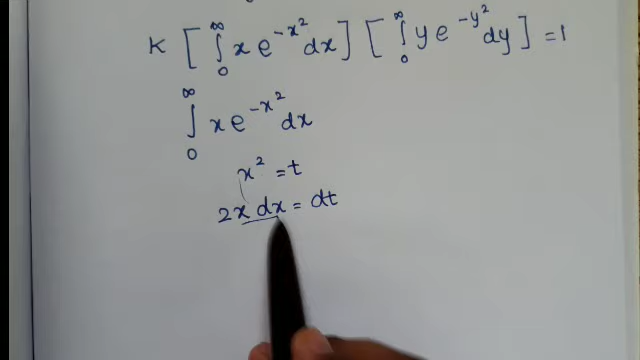 K [ ∫₀^∞ x e^{-x²} dx ] [ ∫₀^∞ y e^{-y²} dy ] = 1
∫₀^∞ x e^{-x²} dx
x² = t
2x dx = dt